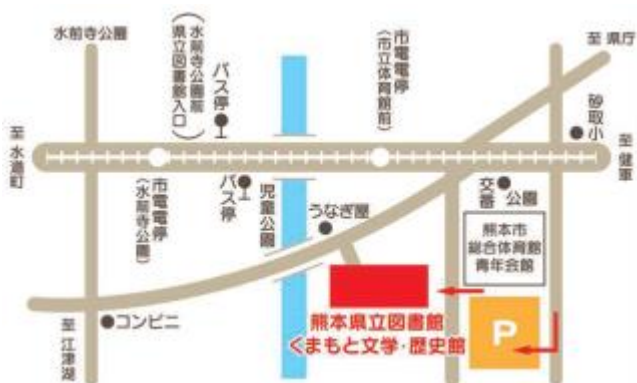 水前寺公園
（水前寺公園前
県立図書館入口）
バス停
市電電停
（市立体育館前）
至 県庁
砂取小
至 水道町
至 健軍
市電電停
（水前寺公園）
バス停
児童公園
うなぎ屋
交番
公園
熊本市
総合体育館
青年会館
コンビニ
至 江津湖
熊本県立図書館
くまもと文学・歴史館
P